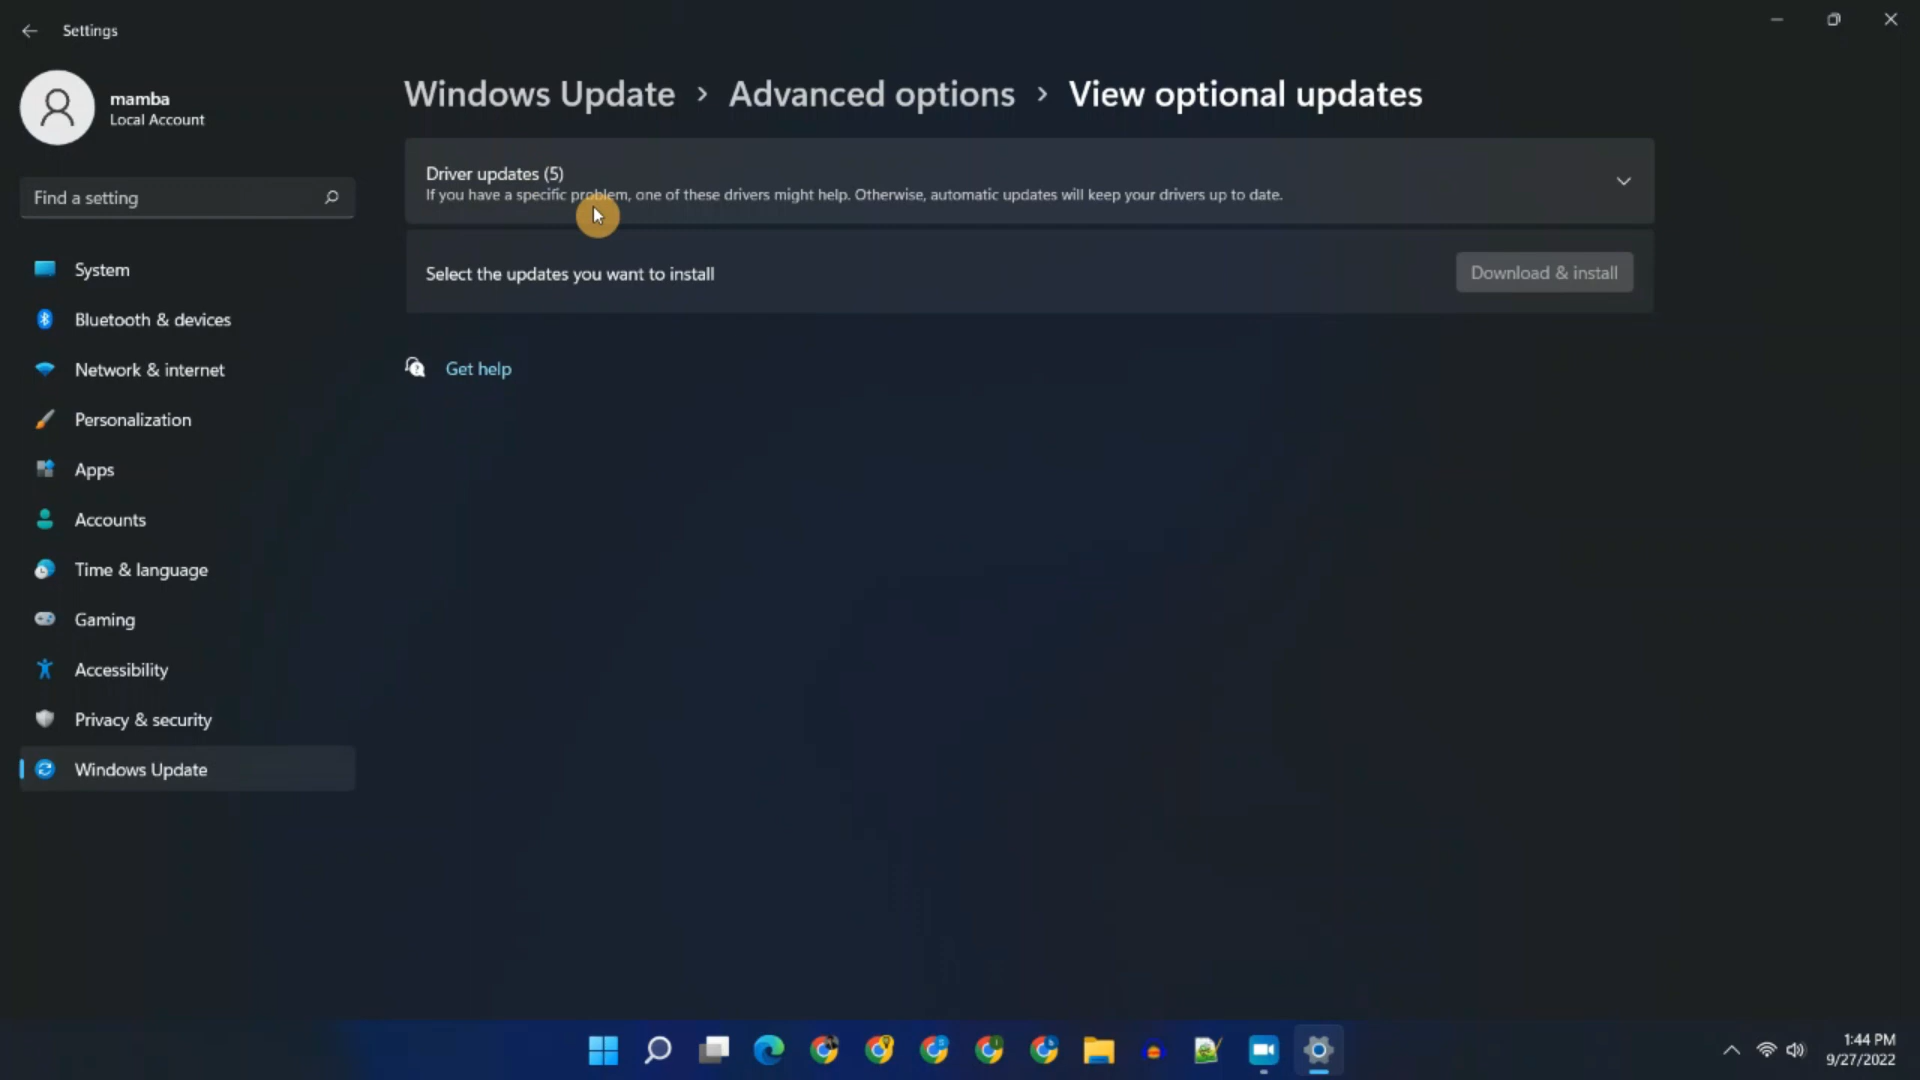 Settings
mamba
Local Account
Find a setting
System
Bluetooth & devices
Network & internet
Personalization
Apps
Accounts
Time & language
Gaming
Accessibility
Privacy & security
Windows Update
Windows Update > Advanced options > View optional updates
Driver updates (5)
If you have a specific problem, one of these drivers might help. Otherwise, automatic updates will keep your drivers up to date.
Select the updates you want to install
Download & install
Get help
1:44 PM
9/27/2022